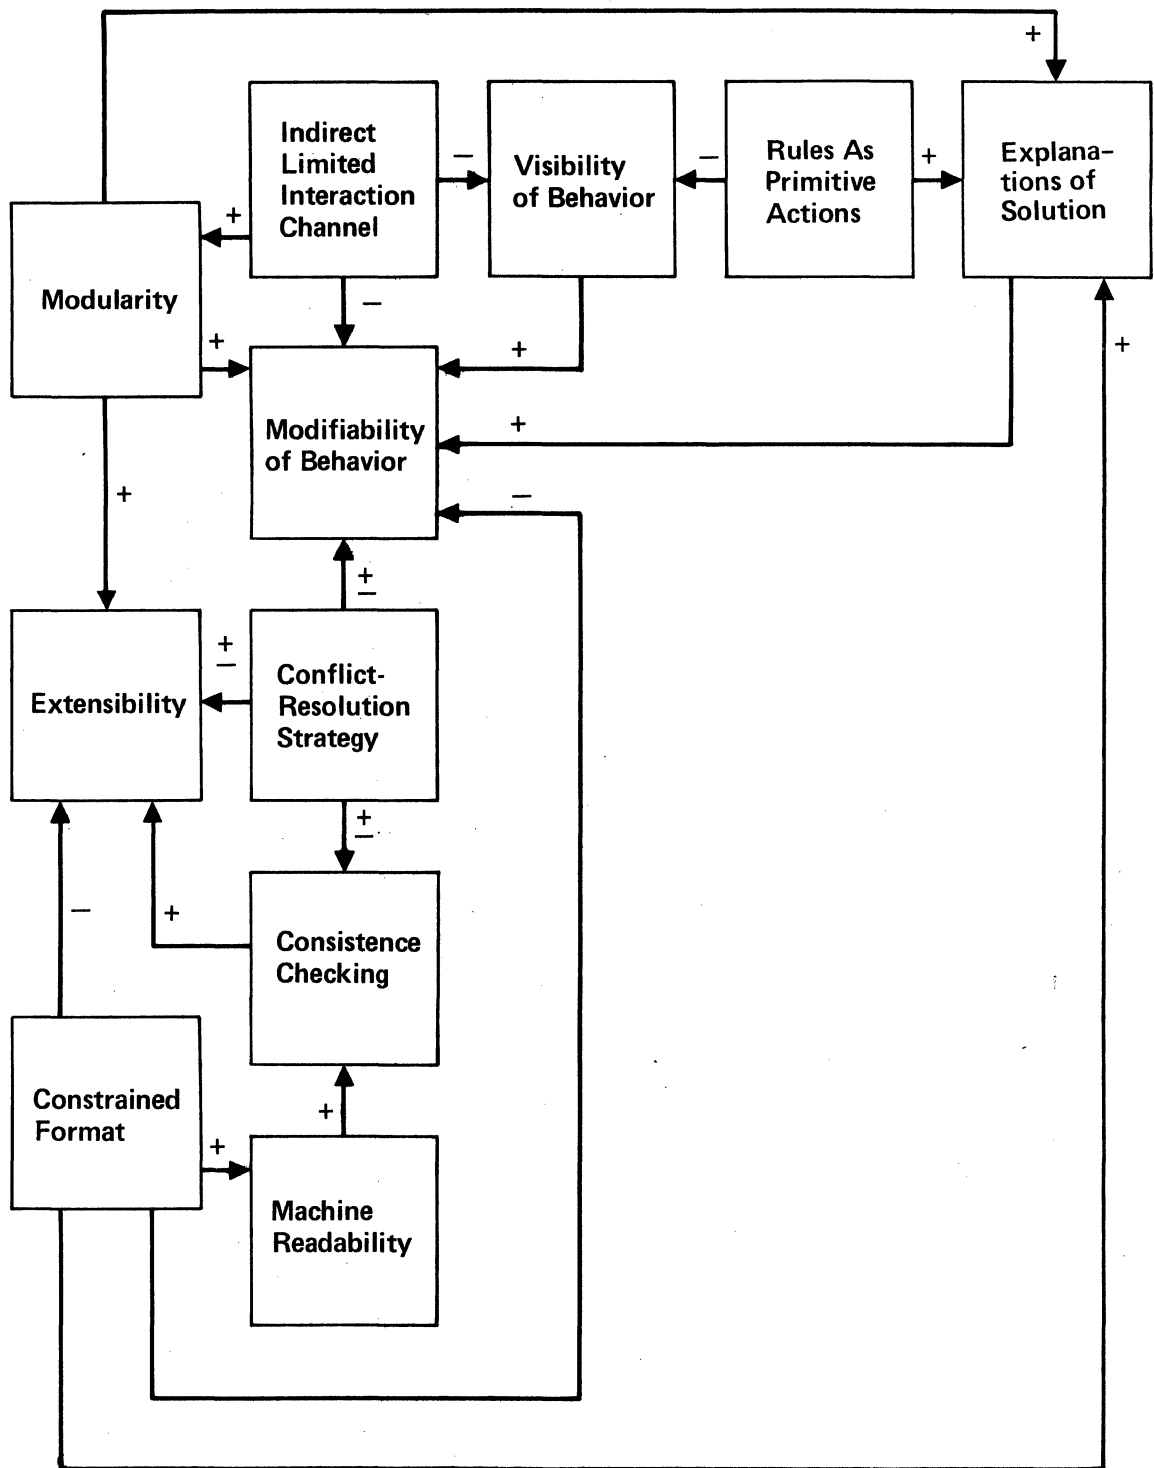 +
Indirect
Limited
Interaction
Channel
−
Visibility
of Behavior
−
Rules As
Primitive
Actions
+
Explana–
tions of
Solution
+
Modularity
−
+
+
+
+
Modifiability
of Behavior
+
−
+
±
Extensibility
±
Conflict-
Resolution
Strategy
±
−
+
Consistence
Checking
Constrained
Format
+
+
Machine
Readability